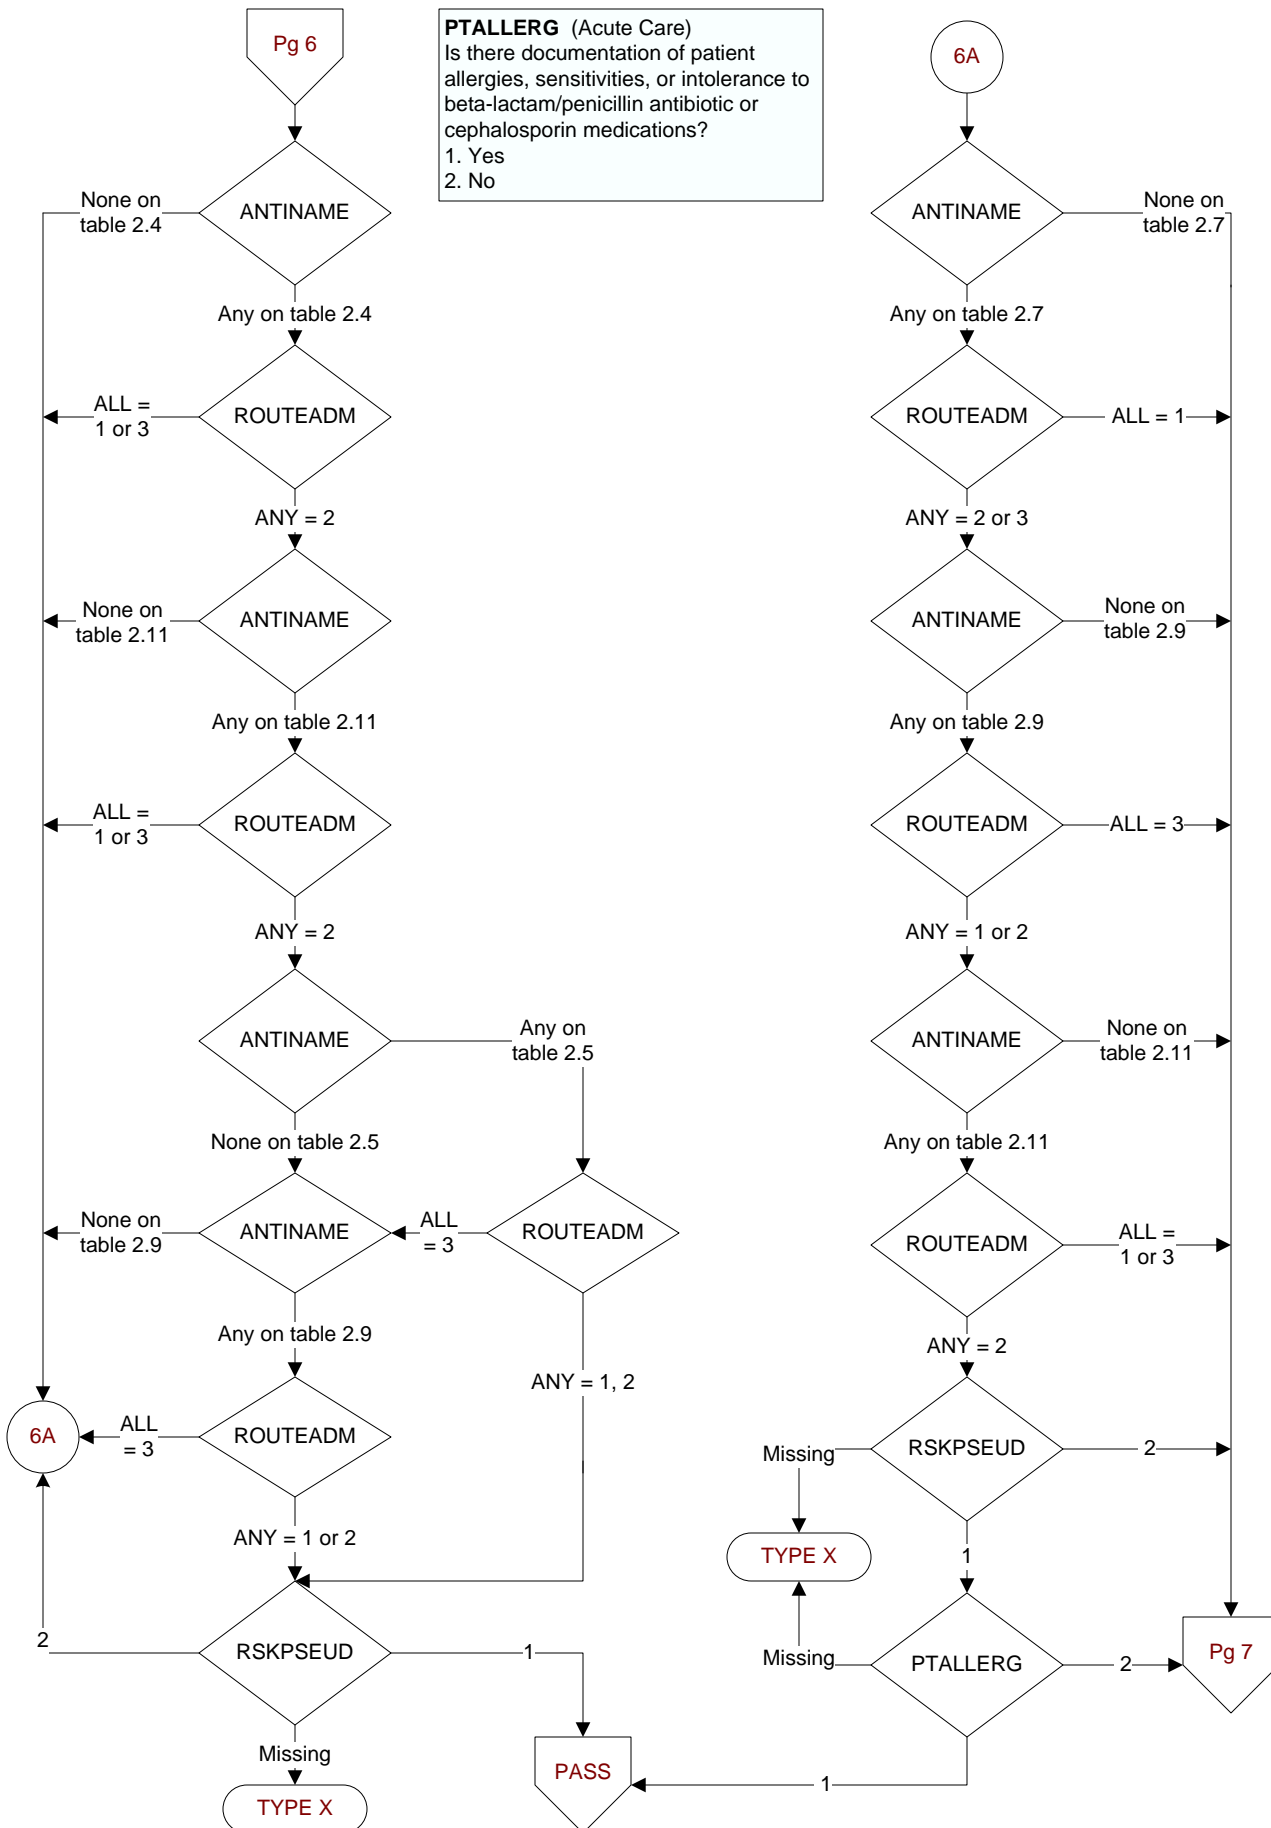 Pg 6
PTALLERG (Acute Care)
Is there documentation of patient
allergies, sensitivities, or intolerance to
beta-lactam/penicillin antibiotic or
cephalosporin medications?
1. Yes
2. No
None on
table 2.4
ANTINAME
Any on table 2.4
ALL =
1 or 3
ROUTEADM
ANY = 2
None on
table 2.11
ANTINAME
Any on table 2.11
ALL =
1 or 3
ROUTEADM
ANY = 2
ANTINAME
Any on
table 2.5
None on table 2.5
None on
table 2.9
ANTINAME
ALL
= 3
ROUTEADM
Any on table 2.9
ANY = 1, 2
6A
ALL
= 3
ROUTEADM
ANY = 1 or 2
2
RSKPSEUD
1
Missing
TYPE X
PASS
6A
ANTINAME
None on
table 2.7
Any on table 2.7
ROUTEADM
ALL = 1
ANY = 2 or 3
ANTINAME
None on
table 2.9
Any on table 2.9
ROUTEADM
ALL = 3
ANY = 1 or 2
ANTINAME
None on
table 2.11
Any on table 2.11
ROUTEADM
ALL =
1 or 3
ANY = 2
Missing
RSKPSEUD
2
TYPE X
1
Missing
PTALLERG
2
Pg 7
1